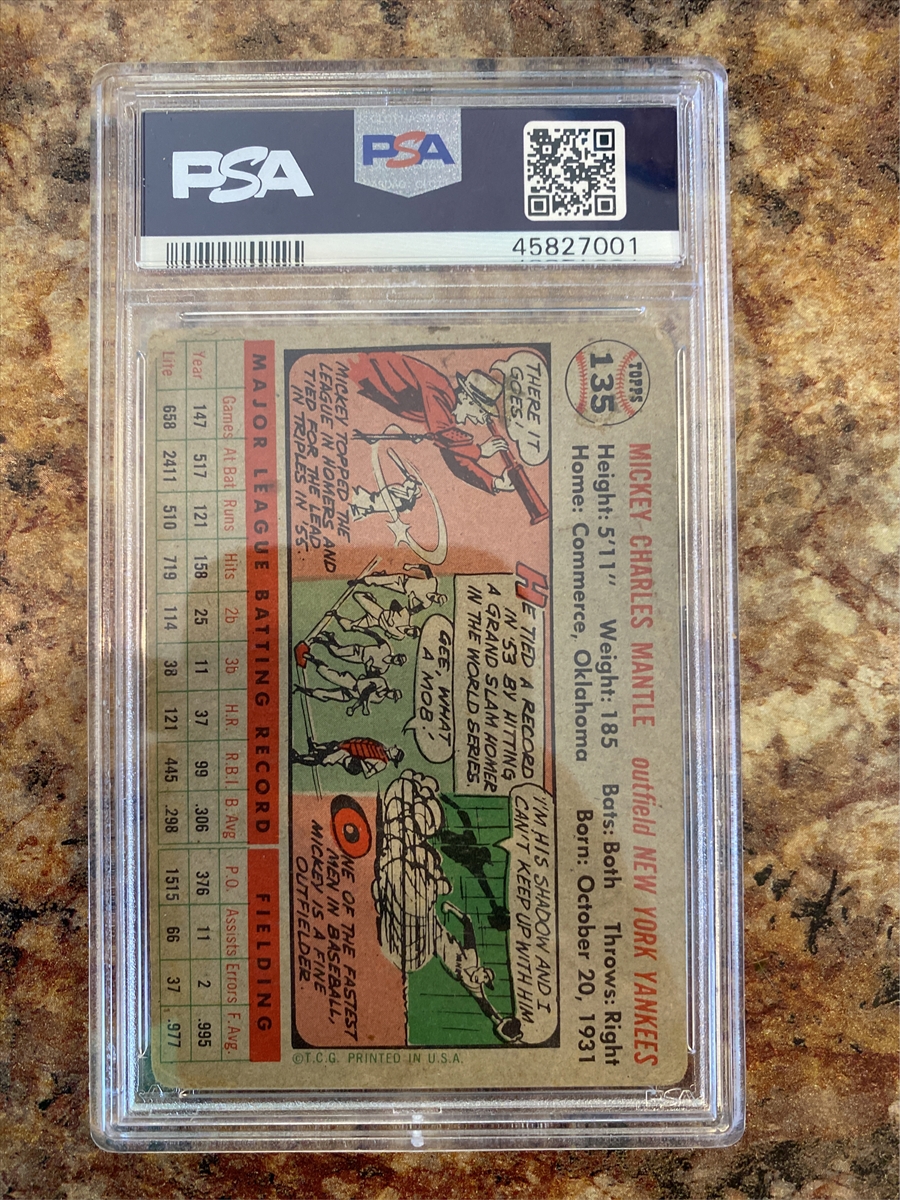 PSA
PSA
45827001
TOPPS
135
MICKEY CHARLES MANTLE outfield NEW YORK YANKEES
Height: 5'11" Weight: 185 Bats: Both Throws: Right
Home: Commerce, Oklahoma Born: October 20, 1931
THERE IT
GOES!
MICKEY TOPPED THE
LEAGUE IN HOMERS AND
TIED FOR THE LEAD
IN TRIPLES IN '55.
HE TIED A RECORD
IN '53 BY HITTING
A GRAND SLAM HOMER
IN THE WORLD SERIES.
GEE, WHAT
A MOB!
I'M HIS SHADOW AND I
CAN'T KEEP UP WITH HIM
ONE OF THE FASTEST
MEN IN BASEBALL,
MICKEY IS A FINE
OUTFIELDER
MAJOR LEAGUE BATTING RECORD FIELDING
Games At Bat Runs Hits 2b 3b H.R. R.B.I. B.Avg. P.O. Assists Errors F.Avg.
Year 147 517 121 158 25 11 37 99 .306 376 11 2 .995
Life 658 2411 510 719 114 38 121 445 .298 1515 66 37 .977
©T.C.G. PRINTED IN U.S.A.
PSA